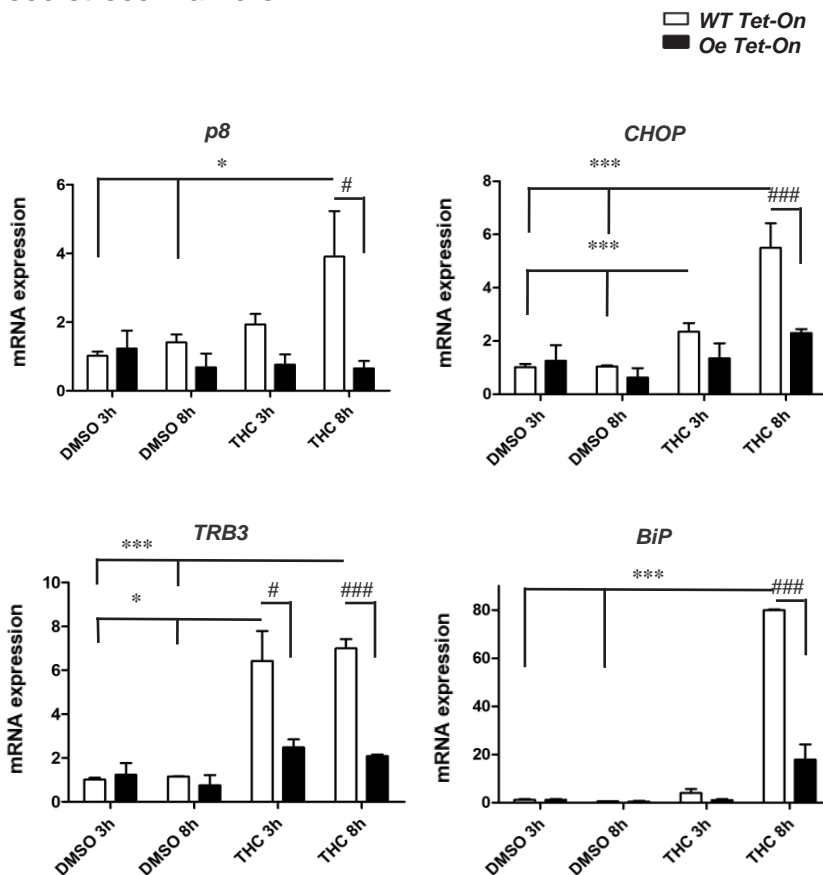 WT Tet-On
Oe Tet-On
p8
*
#
mRNA expression
6
4
2
0
DMSO 3h
DMSO 8h
THC 3h
THC 8h
CHOP
***
###
***
mRNA expression
8
6
4
2
0
DMSO 3h
DMSO 8h
THC 3h
THC 8h
TRB3
***
*
#
###
mRNA expression
10
8
6
4
2
0
DMSO 3h
DMSO 8h
THC 3h
THC 8h
BiP
***
###
mRNA expression
80
60
40
20
0
DMSO 3h
DMSO 8h
THC 3h
THC 8h